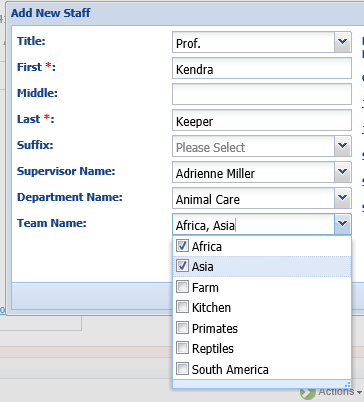 Add New Staff
Title: Prof.
First *: Kendra
Middle:
Last *: Keeper
Suffix: Please Select
Supervisor Name: Adrienne Miller
Department Name: Animal Care
Team Name: Africa, Asia
Africa
Asia
Farm
Kitchen
Primates
Reptiles
South America
Actions